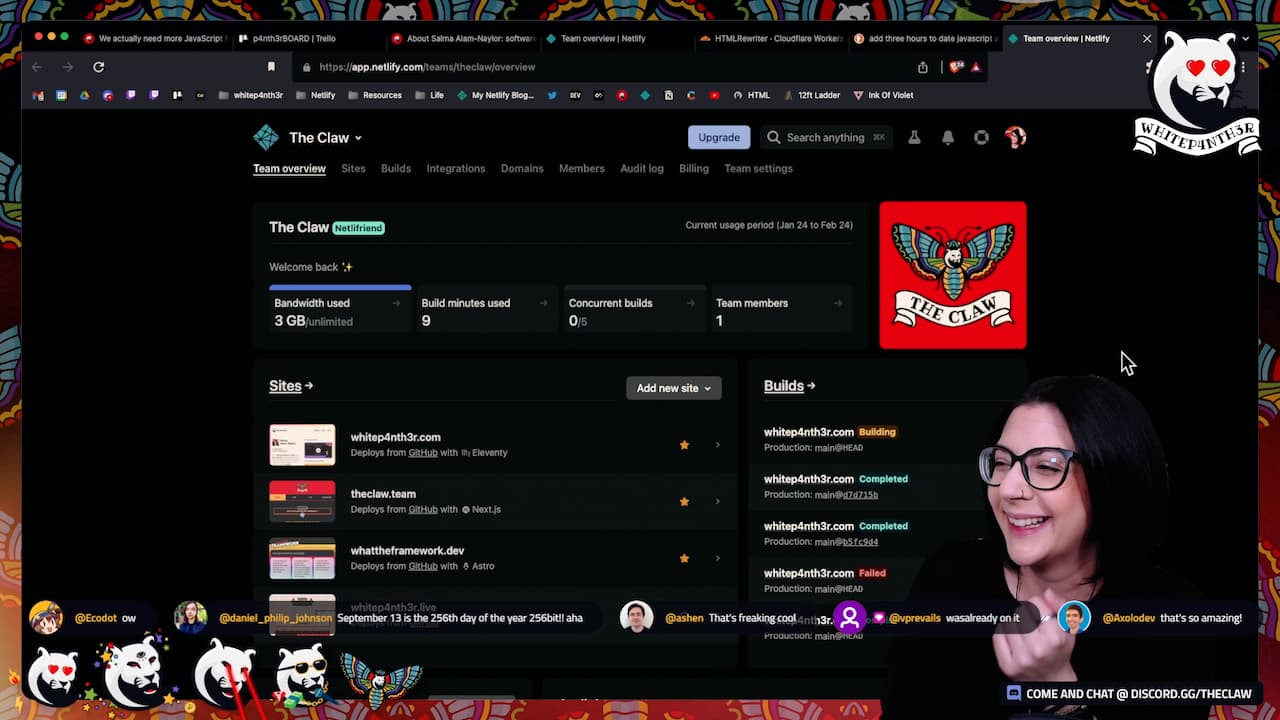 We actually need more JavaScript
p4nth3rBOARD | Trello
About Salma Alam-Naylor: software
Team overview | Netlify
HTMLRewriter - Cloudflare Workers
add three hours to date javascript
Team overview | Netlify
https://app.netlify.com/teams/theclaw/overview
whitep4nth3r
Netlify
Resources
Life
My Netlify Blog...
HTML
12ft Ladder
Ink Of Violet
WHITEP4NTH3R
The Claw
Upgrade
Search anything
⌘K
Team overview
Sites
Builds
Integrations
Domains
Members
Audit log
Billing
Team settings
The Claw Netlifriend
Current usage period (Jan 24 to Feb 24)
Welcome back ✨
Bandwidth used →
3 GB/unlimited
Build minutes used →
9
Concurrent builds →
0/5
Team members →
1
THE CLAW
Sites →
Add new site
whitep4nth3r.com
Deploys from GitHub with Eleventy
theclaw.team
Deploys from GitHub with Next.js
whattheframework.dev
Deploys from GitHub with Astro
whitep4nth3r.live
Builds →
whitep4nth3r.com Building
Production: main@HEAD
whitep4nth3r.com Completed
Production: main@d7d715b
whitep4nth3r.com Completed
Production: main@b5fc9d4
whitep4nth3r.com Failed
Production: main@HEAD
Production: main@HEAD
@Ecodot ow
@daniel_philip_johnson September 13 is the 256th day of the year 256bit!! aha
@ashen That's freaking cool
@vprevails wasalready on it
@Axolodev that's so amazing!
COME AND CHAT @ DISCORD.GG/THECLAW